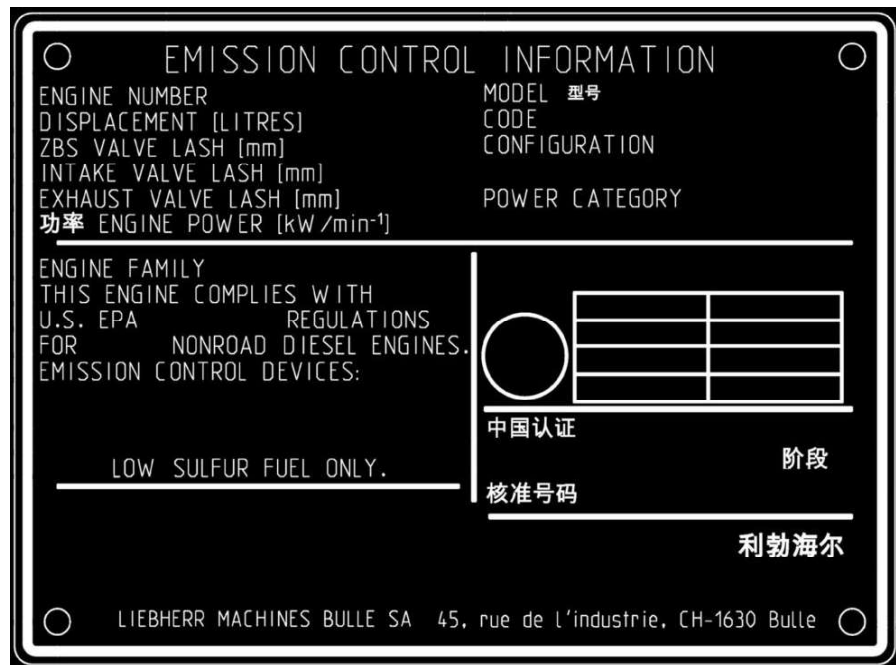 EMISSION CONTROL INFORMATION
ENGINE NUMBER
DISPLACEMENT [LITRES]
ZBS VALVE LASH [mm]
INTAKE VALVE LASH [mm]
EXHAUST VALVE LASH [mm]
功率 ENGINE POWER [kW/min-1]
MODEL 型号
CODE
CONFIGURATION
POWER CATEGORY
ENGINE FAMILY
THIS ENGINE COMPLIES WITH
U.S. EPA REGULATIONS
FOR NONROAD DIESEL ENGINES.
EMISSION CONTROL DEVICES:
LOW SULFUR FUEL ONLY.
中国认证
阶段
核准号码
利勃海尔
LIEBHERR MACHINES BULLE SA 45, rue de l'industrie, CH-1630 Bulle